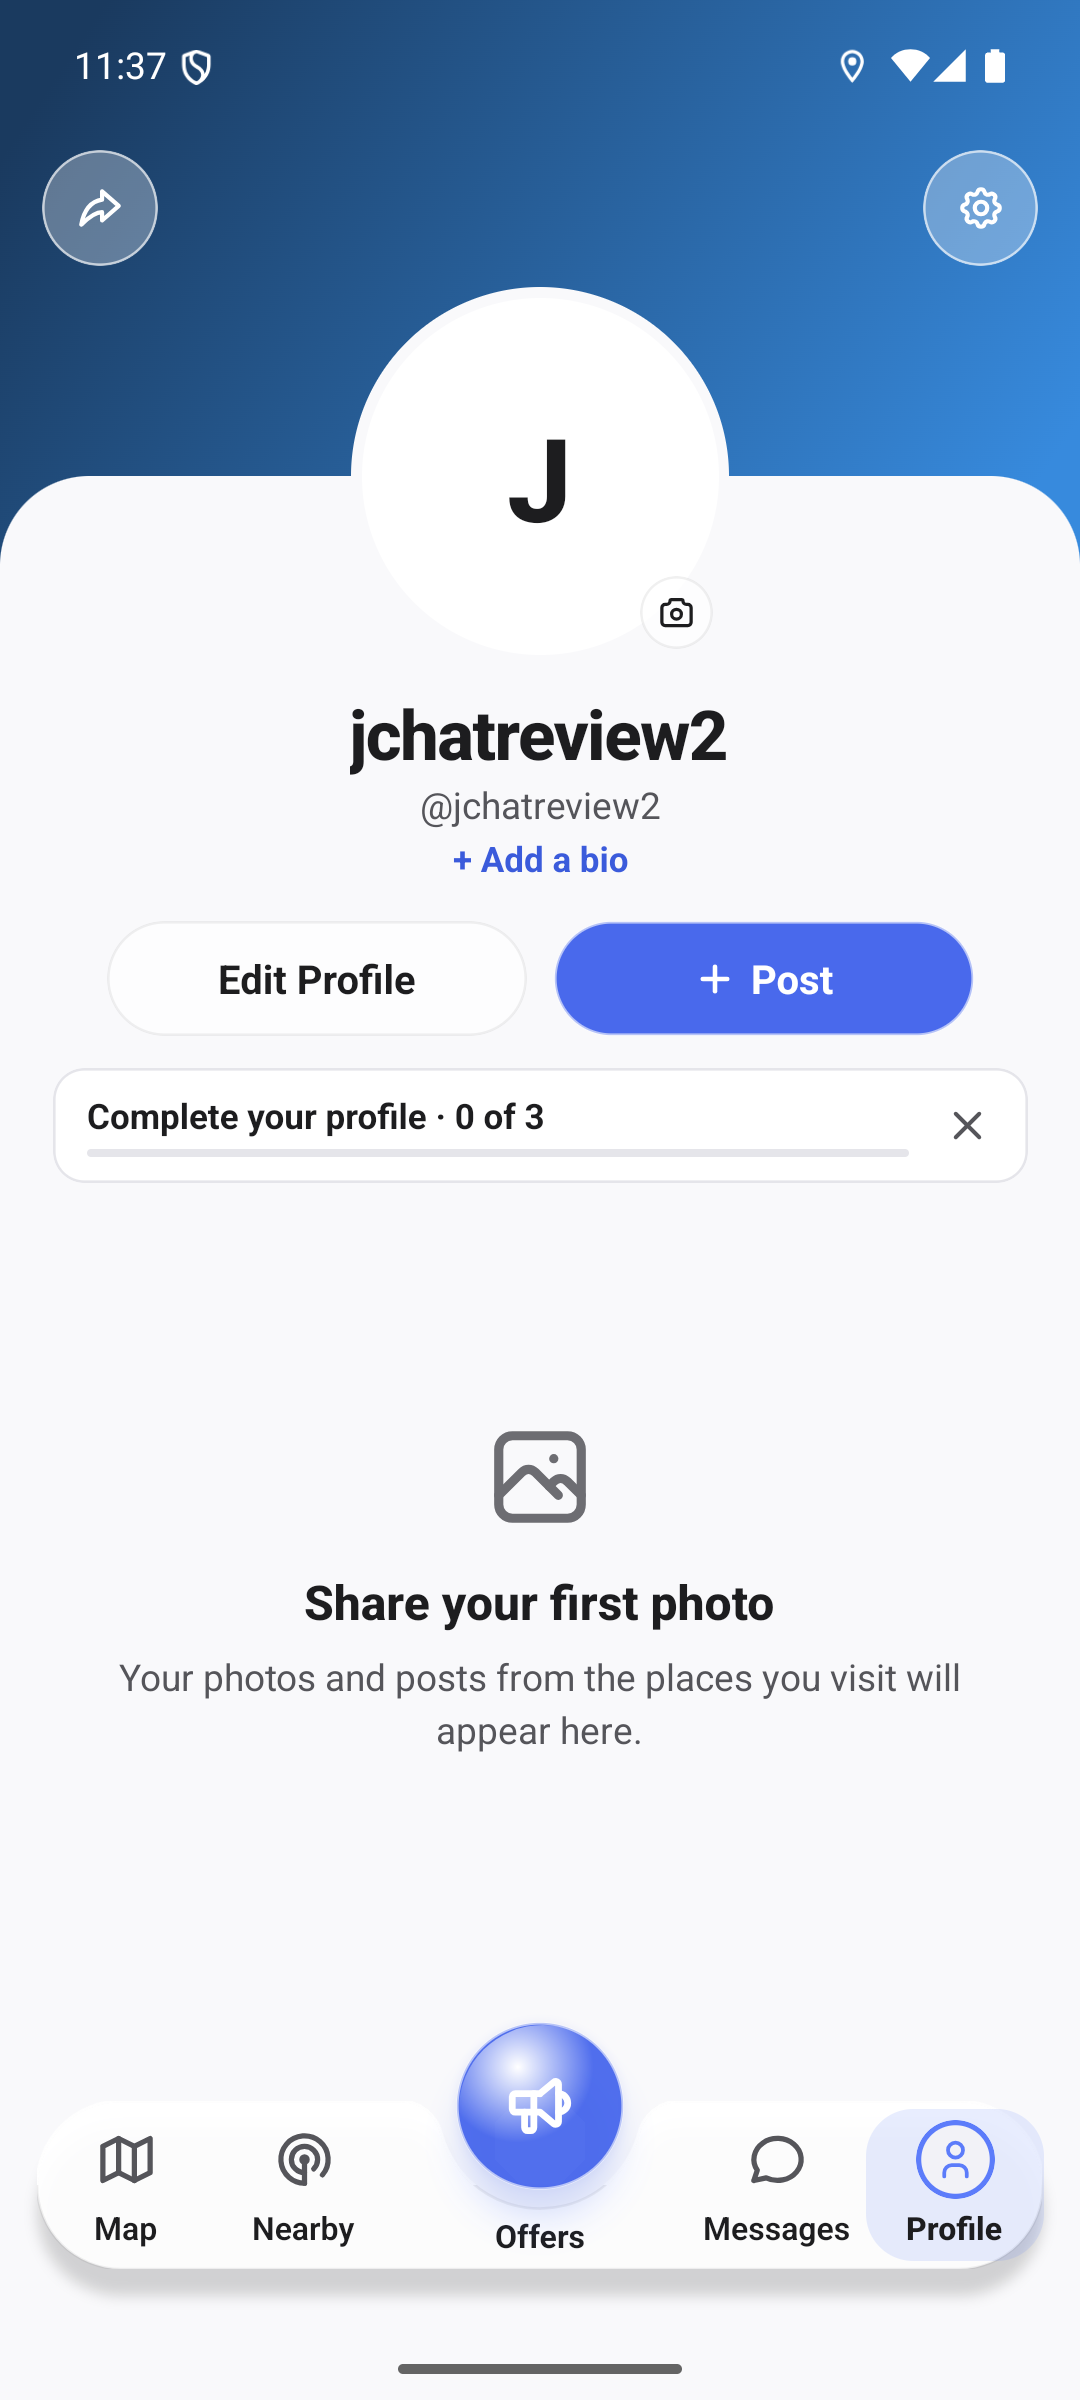 11:37
J
jchatreview2
@jchatreview2
+ Add a bio
Edit Profile
+ Post
Complete your profile · 0 of 3
Share your first photo
Your photos and posts from the places you visit will
appear here.
Map
Nearby
Offers
Messages
Profile